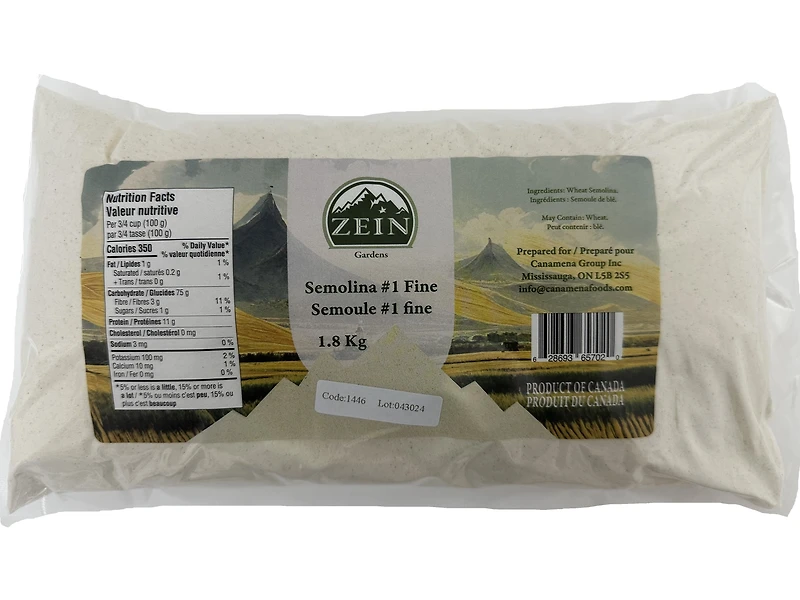 Nutrition Facts
Valeur nutritive
Per 3/4 cup (100 g)
par 3/4 tasse (100 g)
Calories 350
% Daily Value*
% valeur quotidienne*
Fat / Lipides 1 g 1 %
Saturated / saturés 0.2 g
+ Trans / trans 0 g 1 %
Carbohydrate / Glucides 75 g
Fibre / Fibres 3 g 11 %
Sugars / Sucres 1 g 1 %
Protein / Protéines 11 g
Cholesterol / Cholestérol 0 mg
Sodium 3 mg 0 %
Potassium 100 mg 2 %
Calcium 10 mg 1 %
Iron / Fer 0 mg 0 %
*5% or less is a little, 15% or more is
a lot / *5% ou moins c'est peu, 15% ou
plus c'est beaucoup
ZEIN
Gardens
Semolina #1 Fine
Semoule #1 fine
1.8 Kg
Code:1446 Lot:043024
Ingredients: Wheat Semolina.
Ingrédients : Semoule de blé.
May Contain: Wheat.
Peut contenir : blé.
Prepared for / Preparé pour
Canamena Group Inc
Mississauga, ON L5B 2S5
info@canamenafoods.com
6 28693 65702 2
PRODUCT OF CANADA
PRODUIT DU CANADA